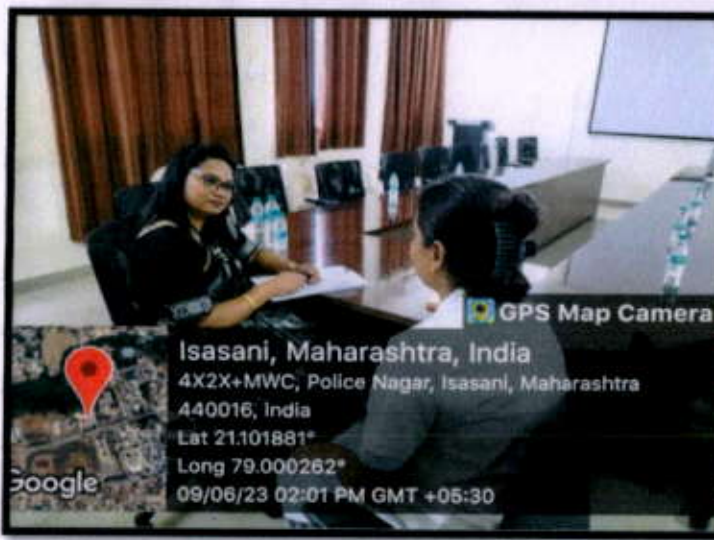 GPS Map Camera
Isasani, Maharashtra, India
4X2X+MWC, Police Nagar, Isasani, Maharashtra
440016, India
Lat 21.101881°
Long 79.000262°
09/06/23 02:01 PM GMT +05:30
Google